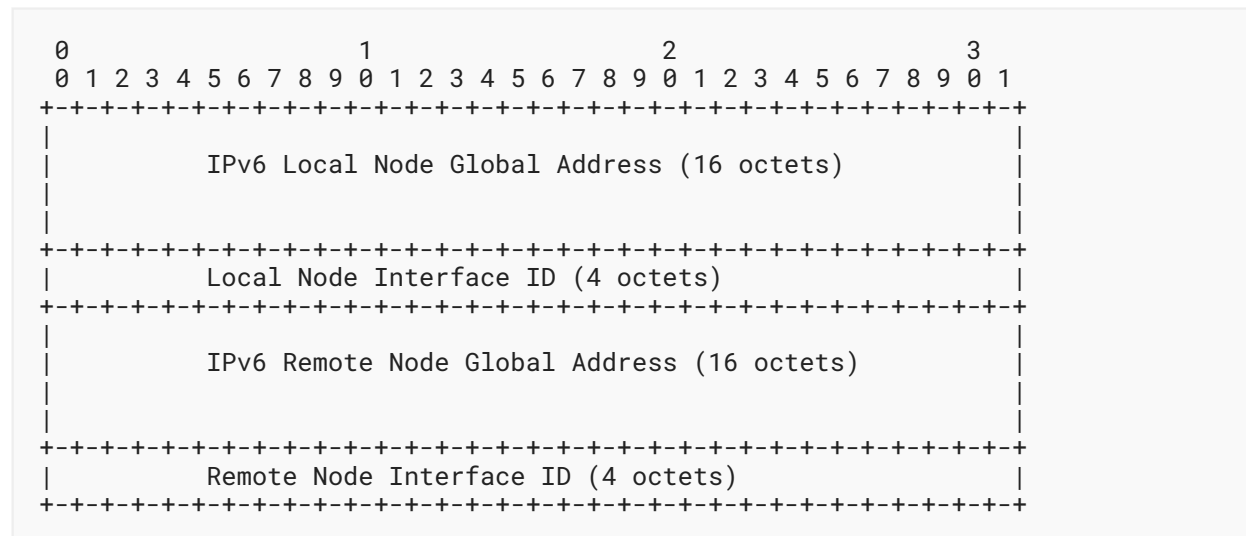 0                   1                   2                   3
 0 1 2 3 4 5 6 7 8 9 0 1 2 3 4 5 6 7 8 9 0 1 2 3 4 5 6 7 8 9 0 1
+-+-+-+-+-+-+-+-+-+-+-+-+-+-+-+-+-+-+-+-+-+-+-+-+-+-+-+-+-+-+-+-+
|                                                               |
|          IPv6 Local Node Global Address (16 octets)           |
|                                                               |
|                                                               |
+-+-+-+-+-+-+-+-+-+-+-+-+-+-+-+-+-+-+-+-+-+-+-+-+-+-+-+-+-+-+-+-+
|          Local Node Interface ID (4 octets)                   |
+-+-+-+-+-+-+-+-+-+-+-+-+-+-+-+-+-+-+-+-+-+-+-+-+-+-+-+-+-+-+-+-+
|                                                               |
|          IPv6 Remote Node Global Address (16 octets)          |
|                                                               |
|                                                               |
+-+-+-+-+-+-+-+-+-+-+-+-+-+-+-+-+-+-+-+-+-+-+-+-+-+-+-+-+-+-+-+-+
|          Remote Node Interface ID (4 octets)                  |
+-+-+-+-+-+-+-+-+-+-+-+-+-+-+-+-+-+-+-+-+-+-+-+-+-+-+-+-+-+-+-+-+